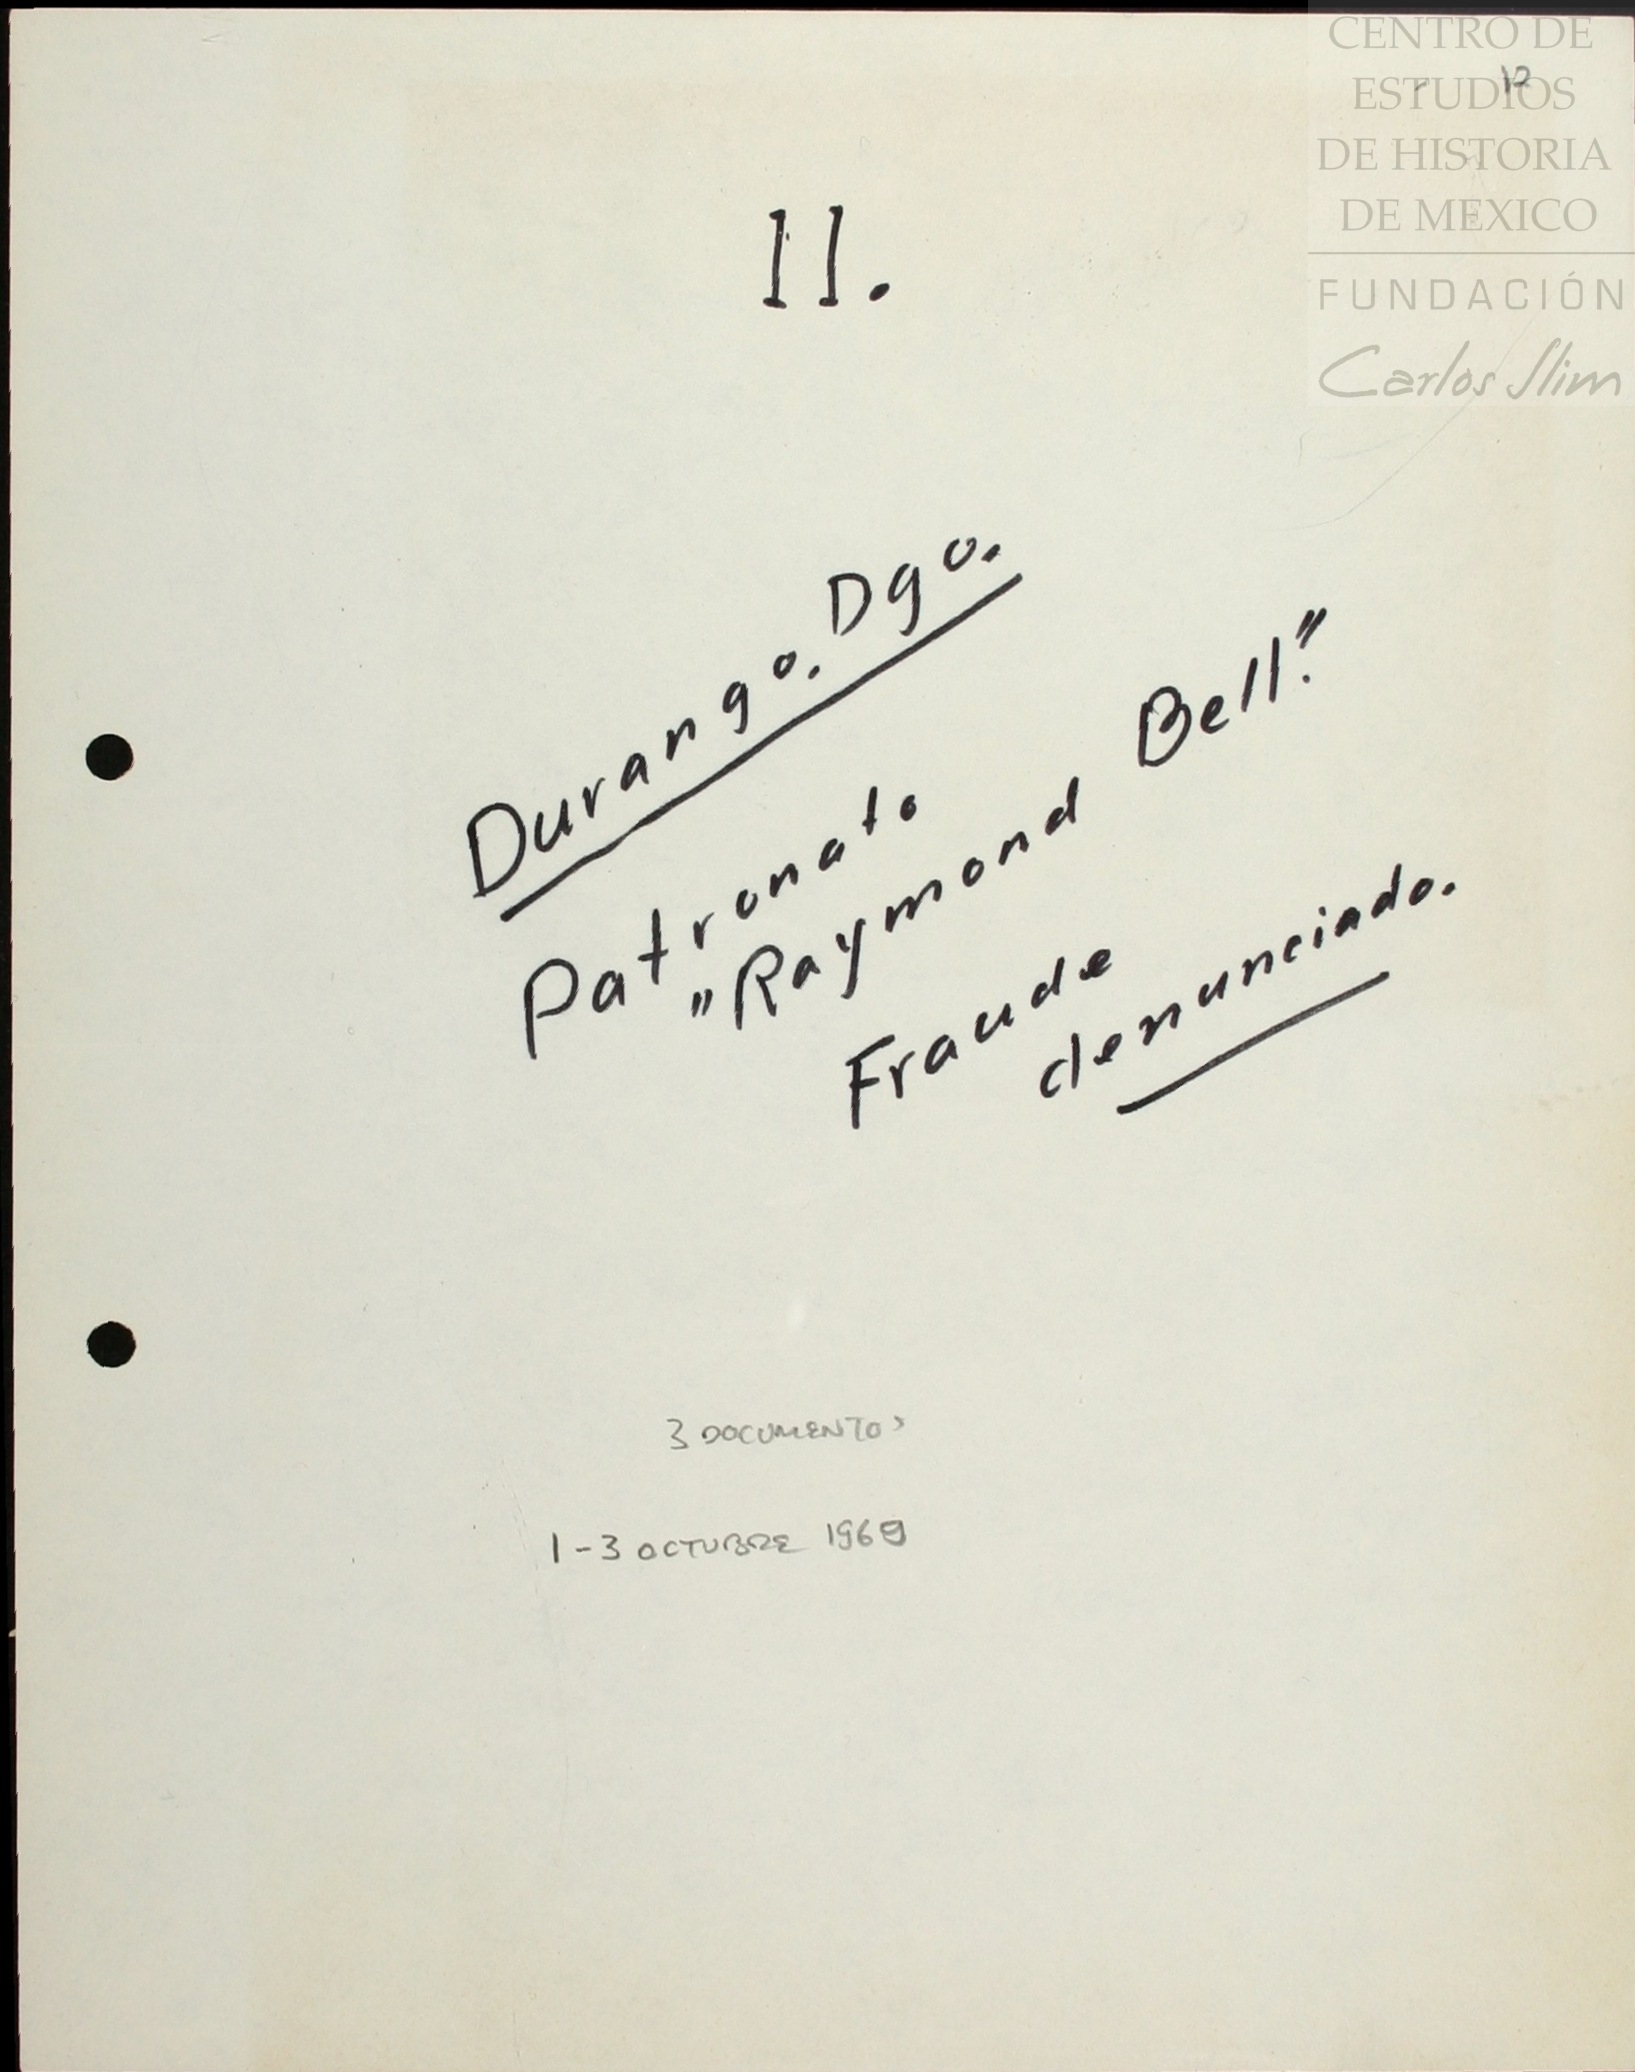 CENTRO DE
ESTUDIOS
DE HISTORIA
DE MEXICO
FUNDACIÓN
Carlos Slim
12
11.
Durango. Dgo.
Patronato
"Raymond Bell."
Fraude
denunciado.
3 DOCUMENTOS
1-3 OCTUBRE 1969